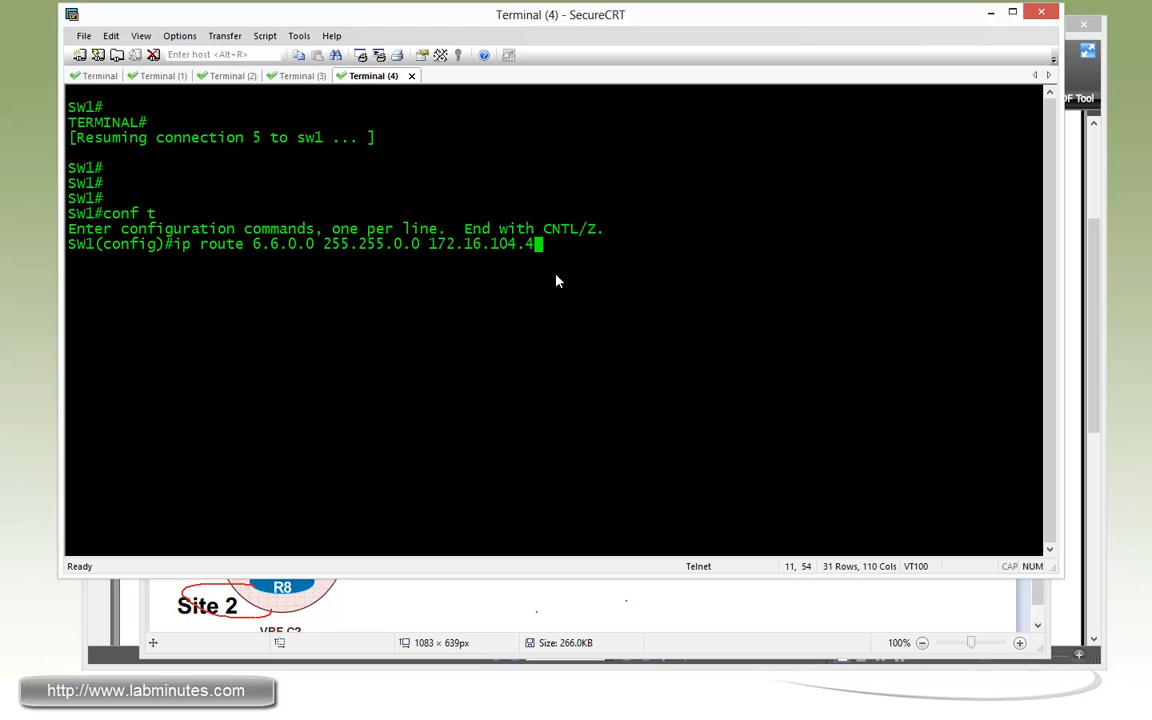 Terminal (4) - SecureCRT
File Edit View Options Transfer Script Tools Help
Enter host <Alt+R>
Terminal Terminal (1) Terminal (2) Terminal (3) Terminal (4)
DF Tool
SW1#
TERMINAL#
[Resuming connection 5 to sw1 ... ]
SW1#
SW1#
SW1#
SW1#conf t
Enter configuration commands, one per line.  End with CNTL/Z.
SW1(config)#ip route 6.6.0.0 255.255.0.0 172.16.104.4
Ready Telnet 11, 54 31 Rows, 110 Cols VT100 CAP NUM
R8
Site 2
VRF C2
1083 × 639px Size: 266.0KB 100%
http://www.labminutes.com